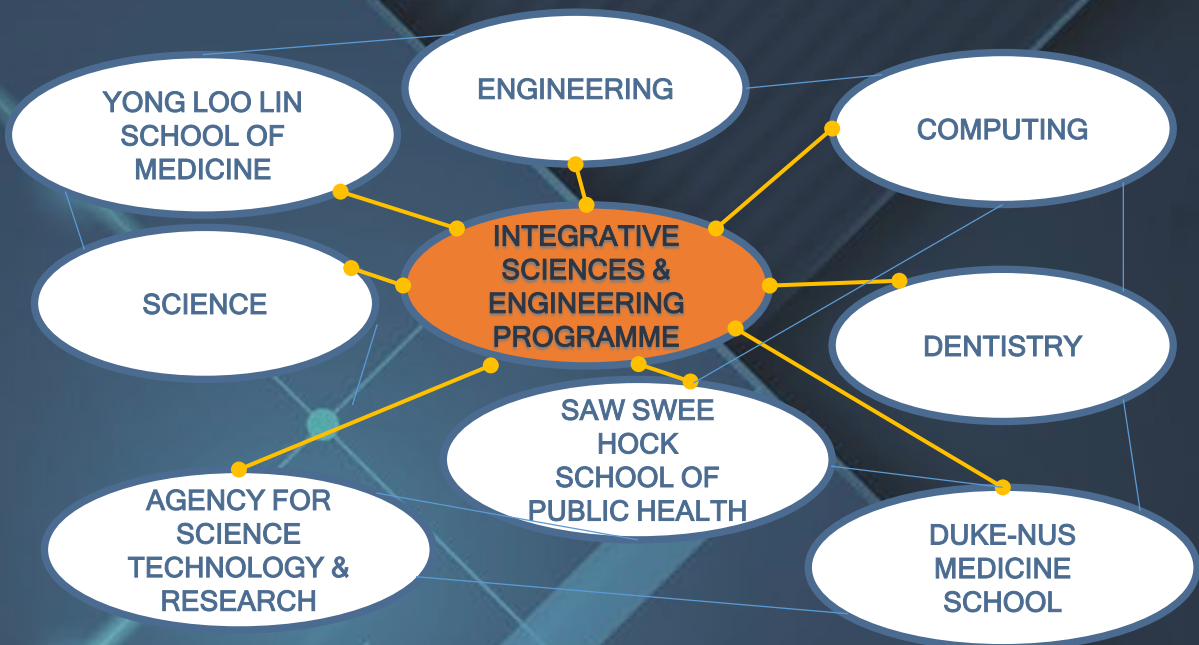 ENGINEERING
YONG LOO LIN
SCHOOL OF
MEDICINE
COMPUTING
INTEGRATIVE
SCIENCES &
ENGINEERING
PROGRAMME
SCIENCE
DENTISTRY
SAW SWEE
HOCK
SCHOOL OF
PUBLIC HEALTH
AGENCY FOR
SCIENCE
TECHNOLOGY &
RESEARCH
DUKE-NUS
MEDICINE
SCHOOL